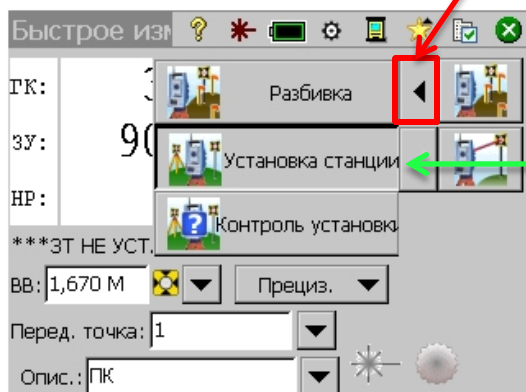 Быстрое изм
ГК:
Разбивка
ЗУ: 90
Установка станции
НР:
Контроль установки
***ЗТ НЕ УСТ.
ВВ: 1,670 М
Прециз.
Перед. точка: 1
Опис.: ПК